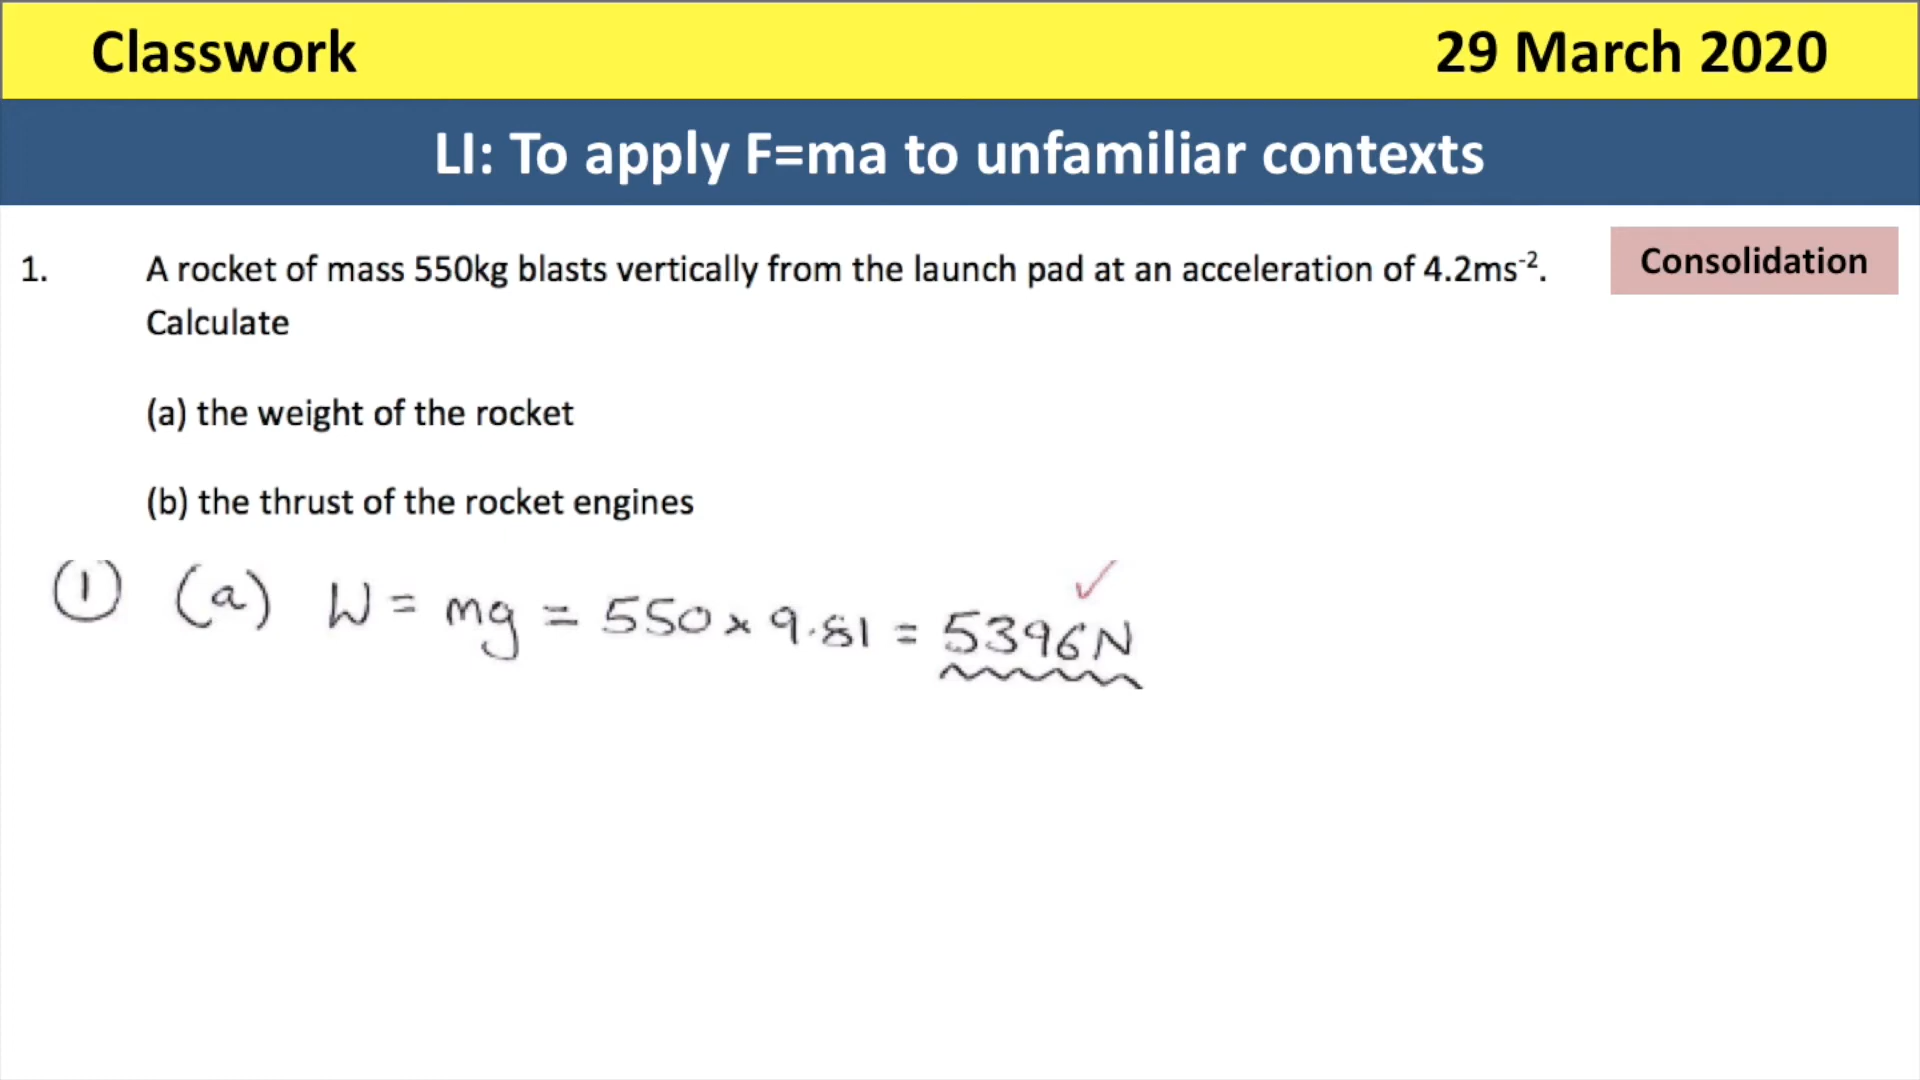 Classwork 29 March 2020
LI: To apply F=ma to unfamiliar contexts
1. A rocket of mass 550kg blasts vertically from the launch pad at an acceleration of 4.2ms⁻². Consolidation
Calculate
(a) the weight of the rocket
(b) the thrust of the rocket engines
① (a) W = mg = 550 × 9.81 = 5396N ✓